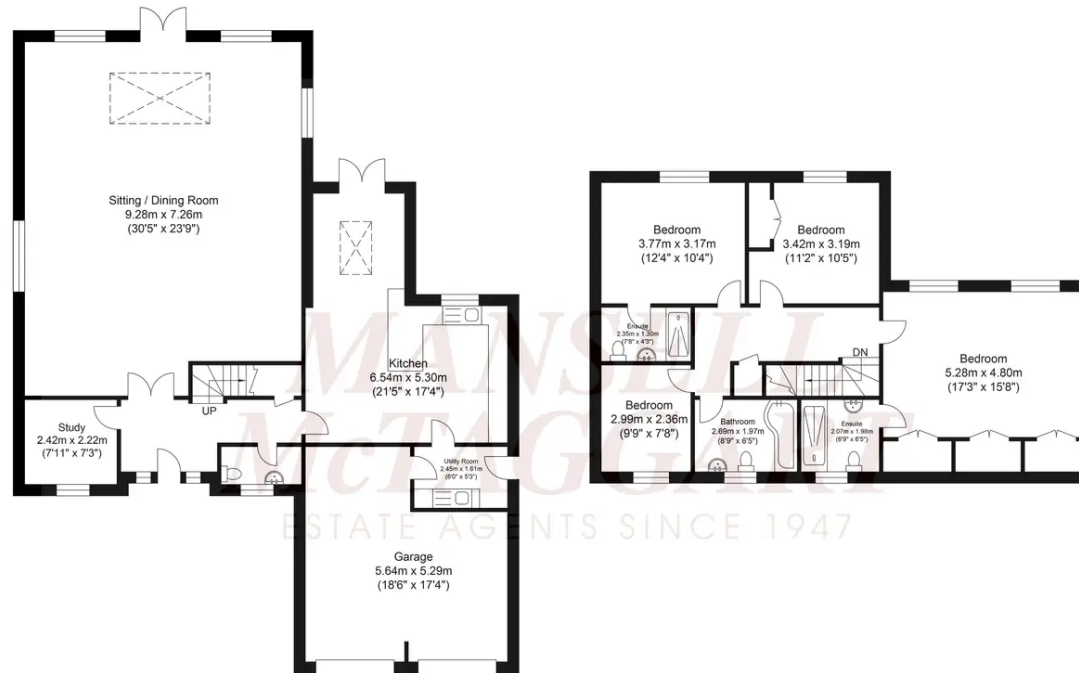 Sitting / Dining Room
9.28m x 7.26m
(30'5" x 23'9")
Kitchen
6.54m x 5.30m
(21'5" x 17'4")
UP
Study
2.42m x 2.22m
(7'11" x 7'3")
Utility Room
2.45m x 1.61m
(8'0" x 5'3")
Garage
5.64m x 5.29m
(18'6" x 17'4")
Bedroom
3.77m x 3.17m
(12'4" x 10'4")
Bedroom
3.42m x 3.19m
(11'2" x 10'5")
Ensuite
2.35m x 1.30m
(7'8" x 4'3")
DN
Bedroom
5.28m x 4.80m
(17'3" x 15'8")
Bedroom
2.99m x 2.36m
(9'9" x 7'8")
Bathroom
2.69m x 1.97m
(8'9" x 6'5")
Ensuite
2.07m x 1.98m
(6'9" x 6'5")
MANSELL
McTAGGART
ESTATE AGENTS SINCE 1947